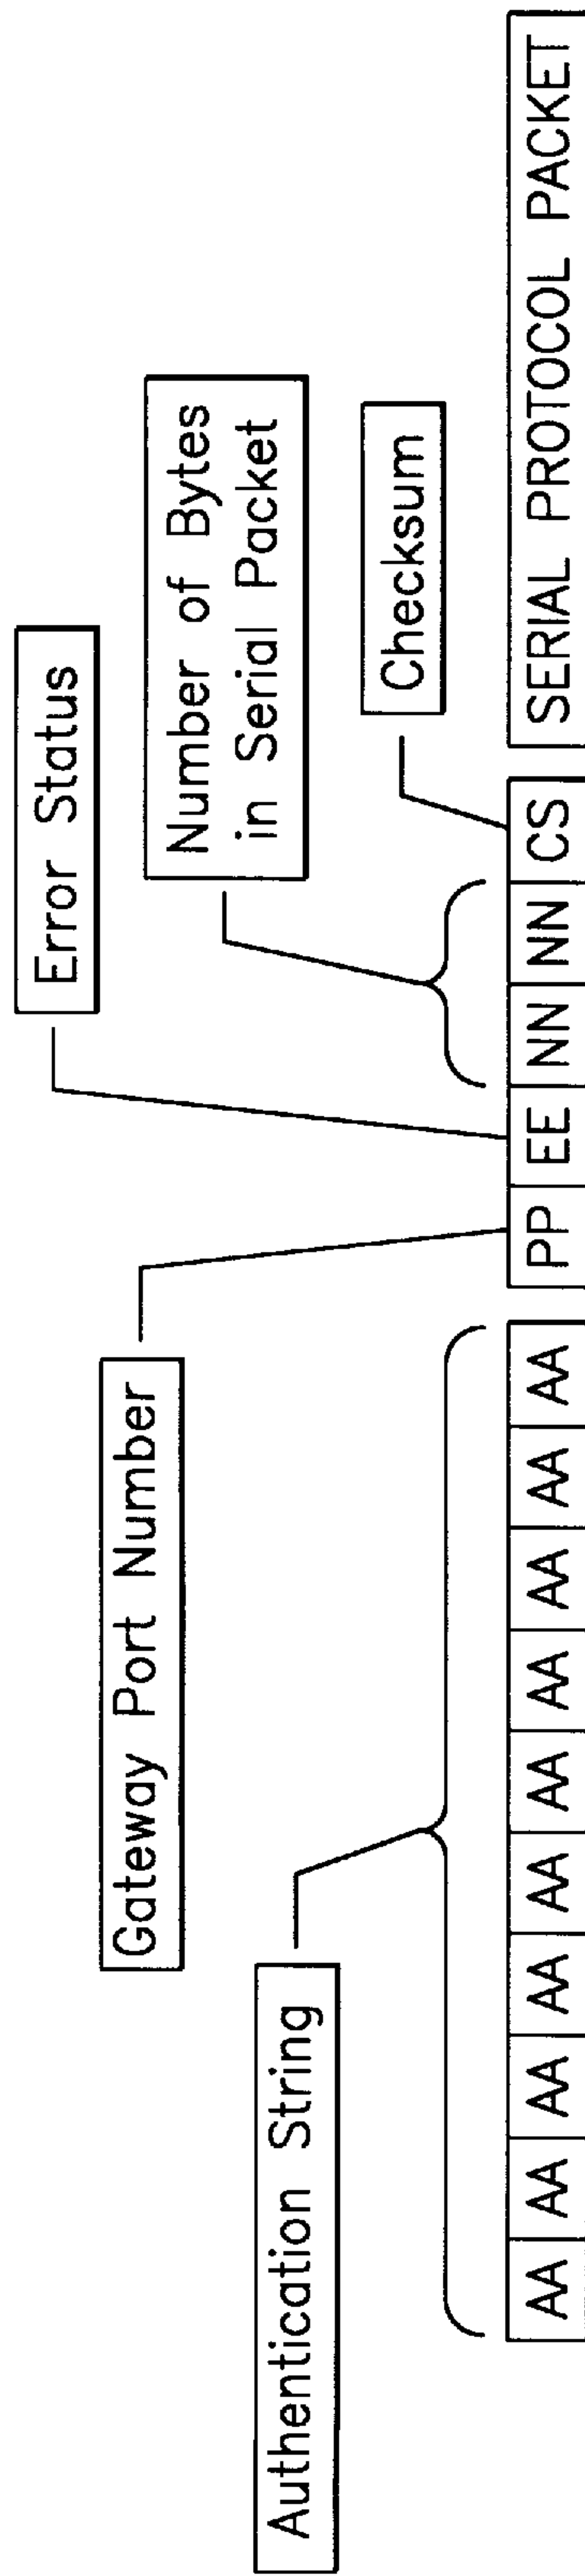 Error Status
Gateway Port Number
Number of Bytes
in Serial Packet
Authentication String
Checksum
AA AA AA AA AA AA AA AA AA AA PP EE NN NN CS SERIAL PROTOCOL PACKET